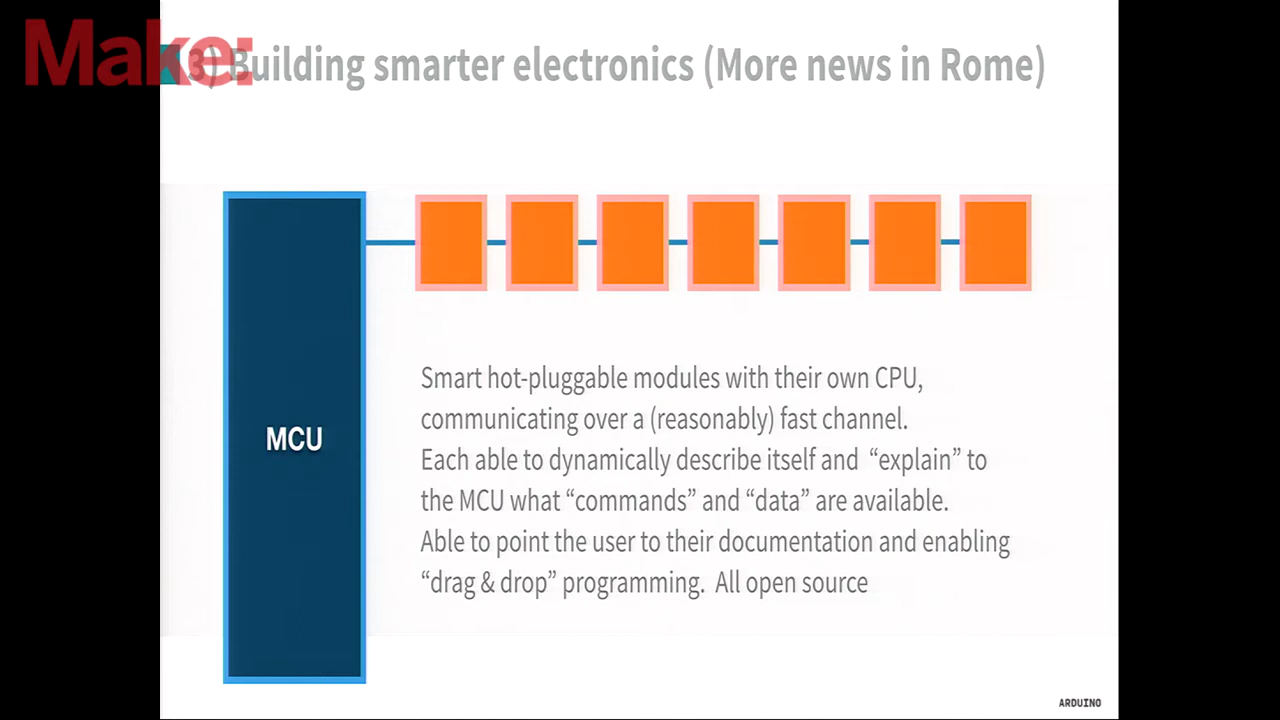 Make:
3) Building smarter electronics (More news in Rome)
MCU
Smart hot-pluggable modules with their own CPU,
communicating over a (reasonably) fast channel.
Each able to dynamically describe itself and “explain” to
the MCU what “commands” and “data” are available.
Able to point the user to their documentation and enabling
“drag & drop” programming. All open source
ARDUINO